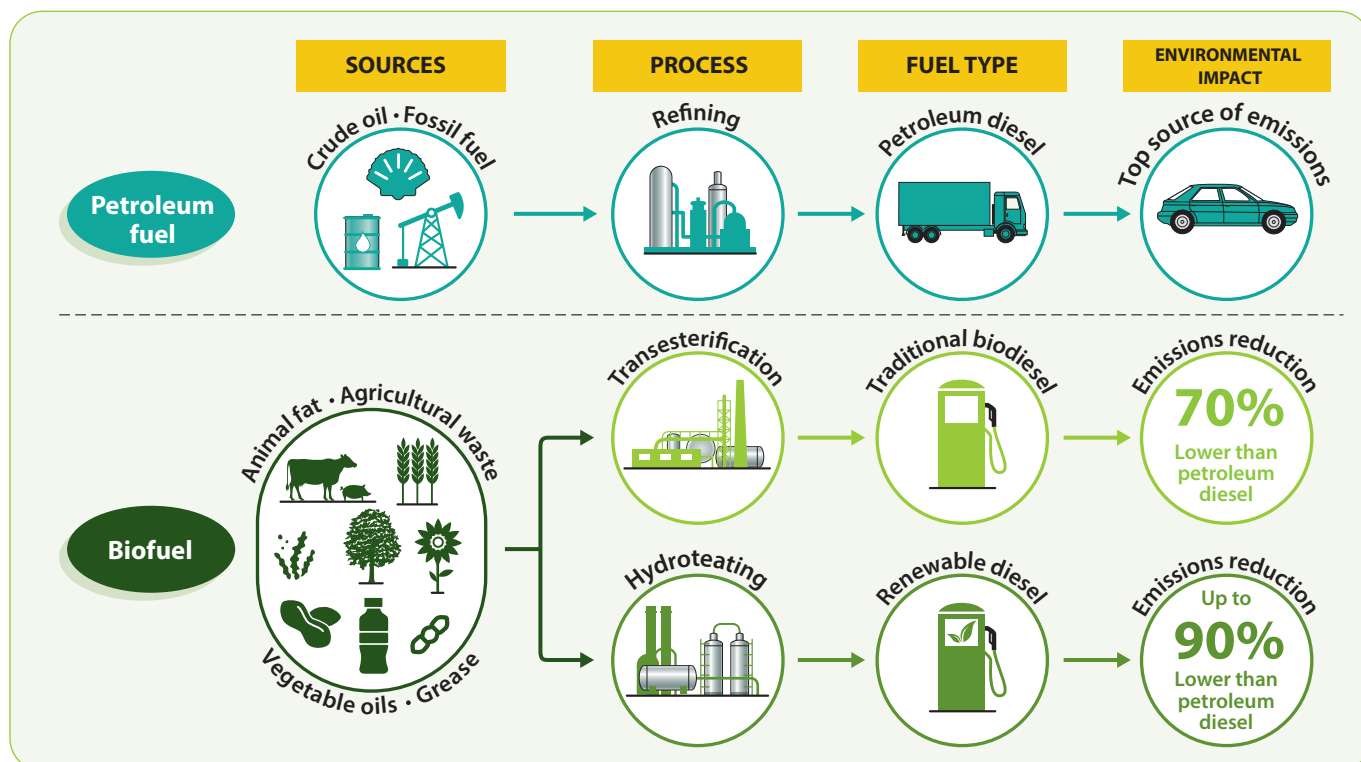 SOURCES
PROCESS
FUEL TYPE
ENVIRONMENTAL
IMPACT
Petroleum
fuel
Crude oil · Fossil fuel
Refining
Petroleum diesel
Top source of emissions
Biofuel
Animal fat · Agricultural waste
Vegetable oils · Grease
Transesterification
Traditional biodiesel
Emissions reduction
70%
Lower than
petroleum
diesel
Hydroteating
Renewable diesel
Emissions reduction
Up to
90%
Lower than
petroleum
diesel